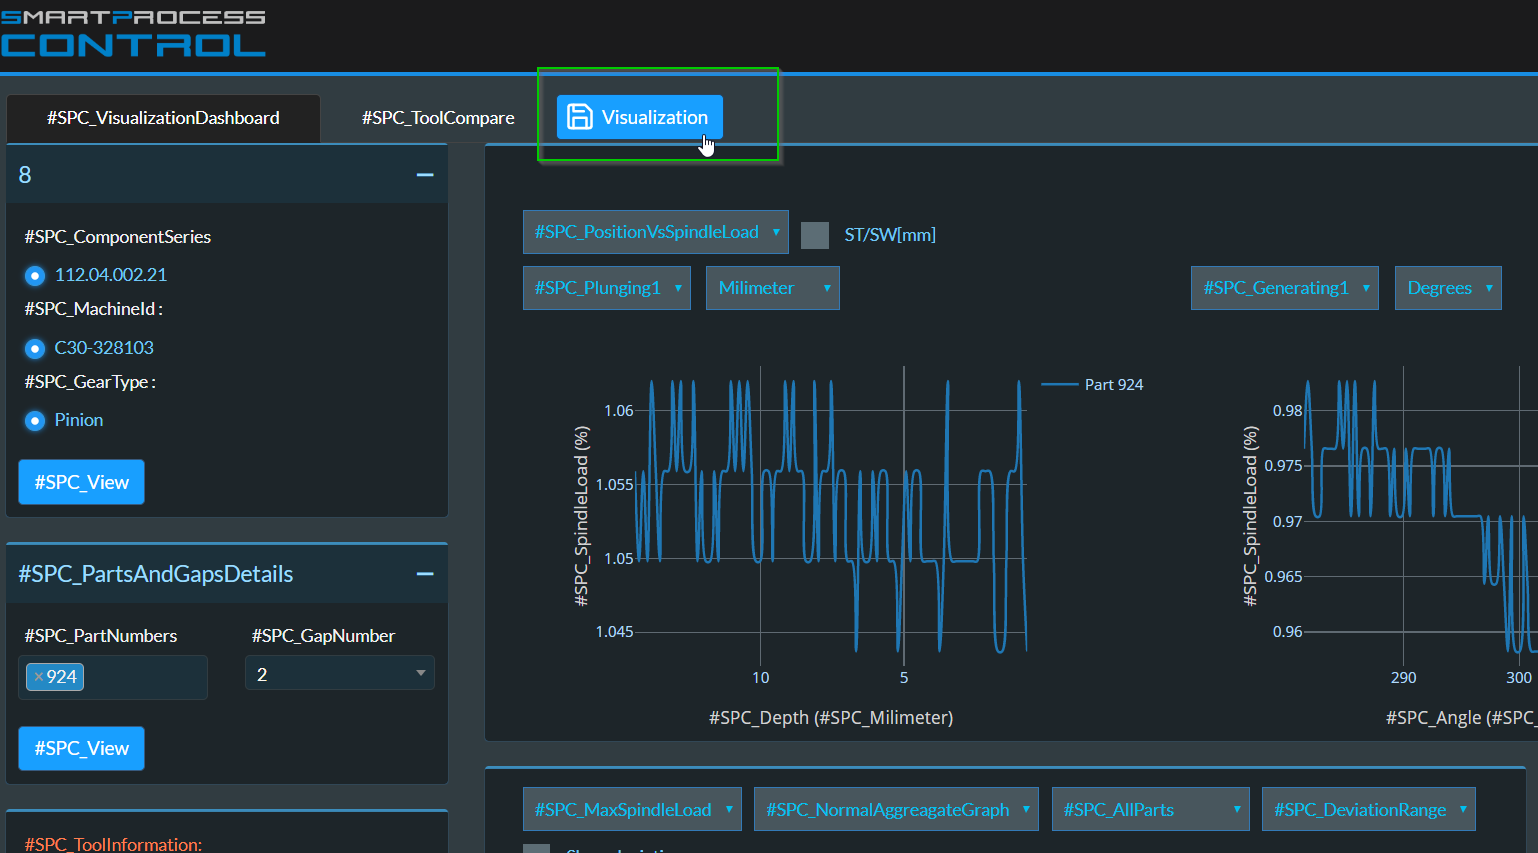 SMARTPROCESS
CONTROL
#SPC_VisualizationDashboard
#SPC_ToolCompare
Visualization
8
#SPC_ComponentSeries
112.04.002.21
#SPC_MachineId :
C30-328103
#SPC_GearType :
Pinion
#SPC_View
#SPC_PartsAndGapsDetails
#SPC_PartNumbers
#SPC_GapNumber
×924
2
#SPC_View
#SPC_ToolInformation:
#SPC_PositionVsSpindleLoad
ST/SW[mm]
#SPC_Plunging1
Milimeter
#SPC_Generating1
Degrees
#SPC_SpindleLoad (%)
1.06
1.055
1.05
1.045
10
5
#SPC_Depth (#SPC_Milimeter)
Part 924
#SPC_SpindleLoad (%)
0.98
0.975
0.97
0.965
0.96
290
300
#SPC_Angle (#SPC_
#SPC_MaxSpindleLoad
#SPC_NormalAggreagateGraph
#SPC_AllParts
#SPC_DeviationRange